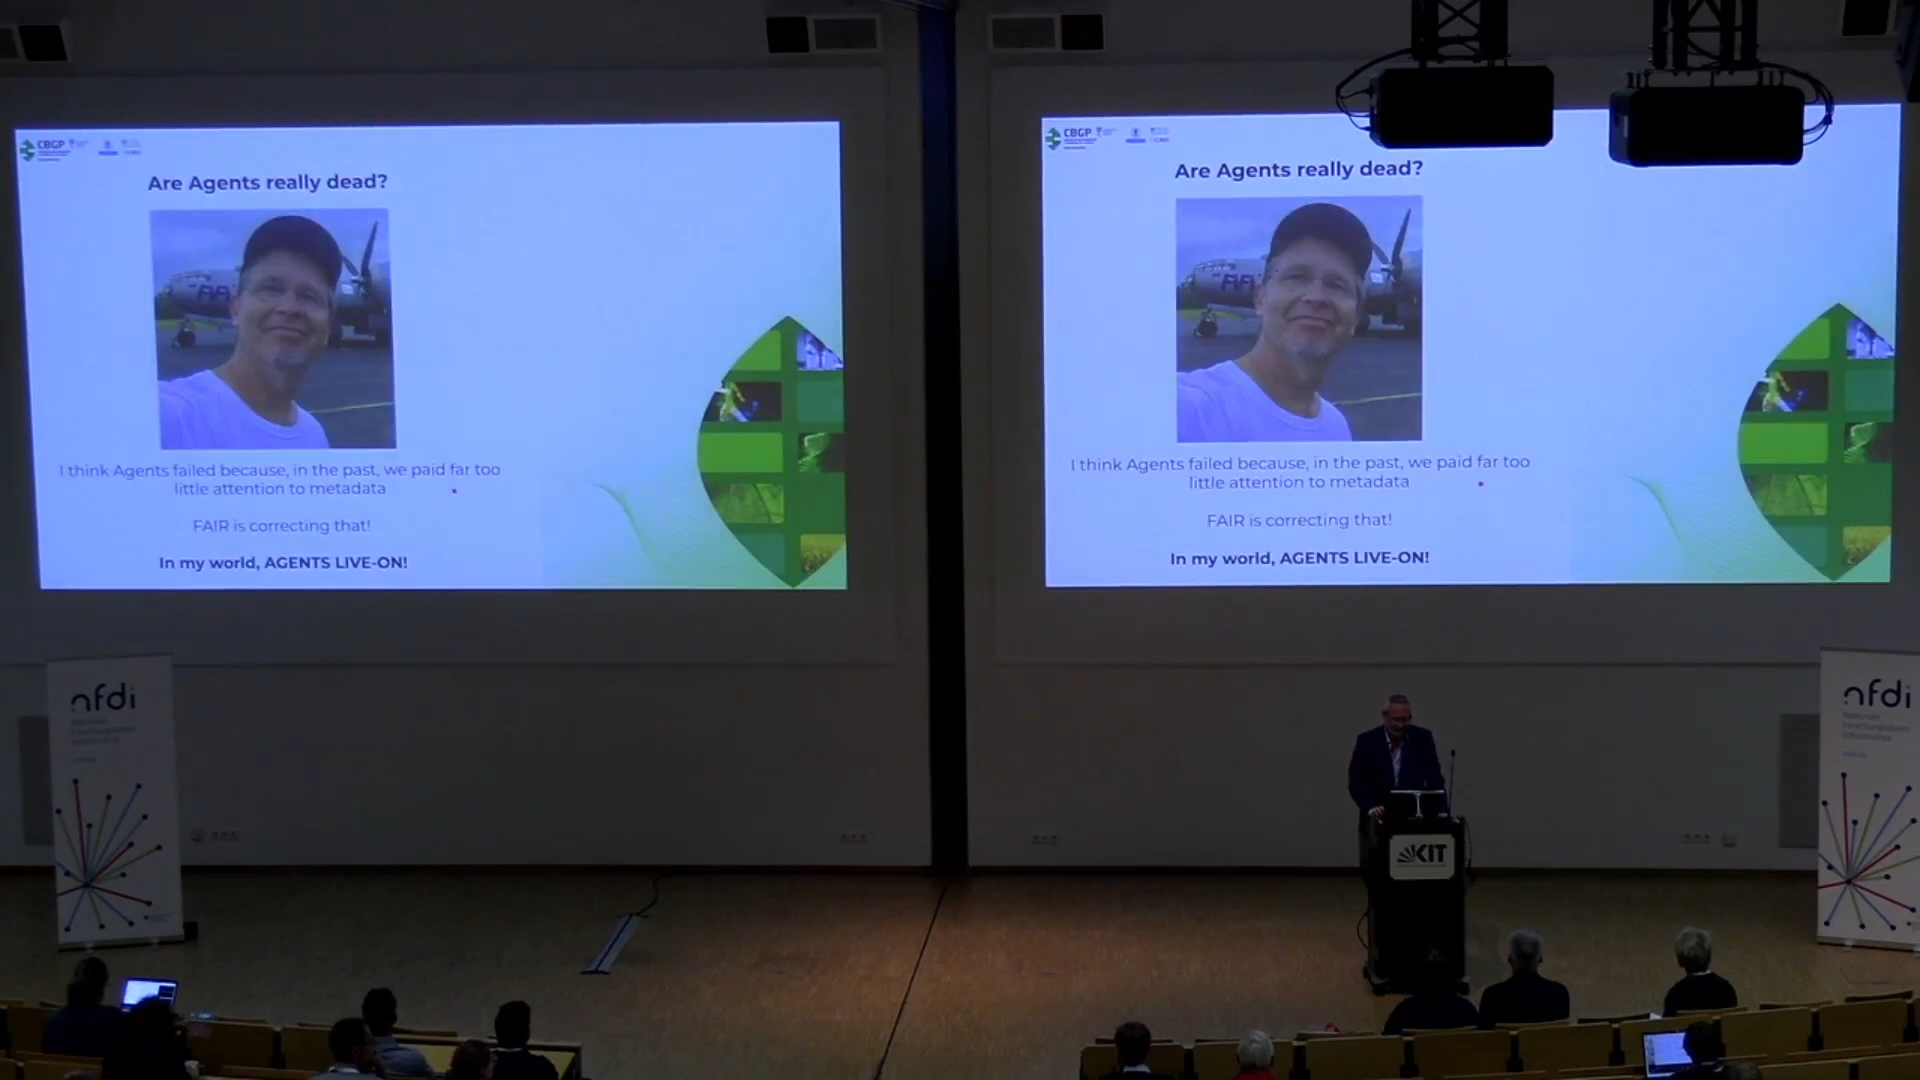 CBGP
Are Agents really dead?
FIFI
I think Agents failed because, in the past, we paid far too
little attention to metadata
FAIR is correcting that!
In my world, AGENTS LIVE-ON!
CBGP
Are Agents really dead?
FIFI
I think Agents failed because, in the past, we paid far too
little attention to metadata
FAIR is correcting that!
In my world, AGENTS LIVE-ON!
nfdi
nfdi
KIT